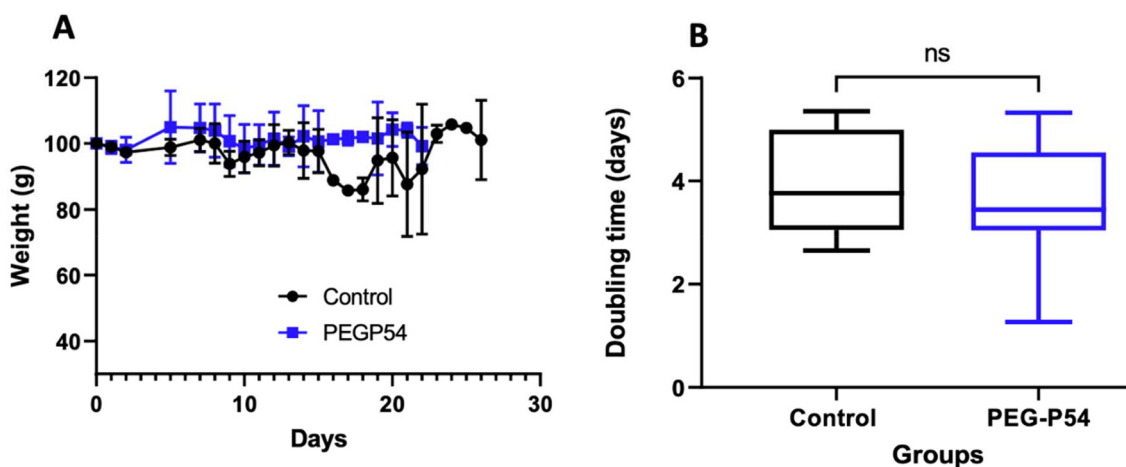 A
Weight (g)
120
100
80
60
40
0
10
20
30
Days
Control
PEGP54
B
ns
Doubling time (days)
6
4
2
0
Control
PEG-P54
Groups